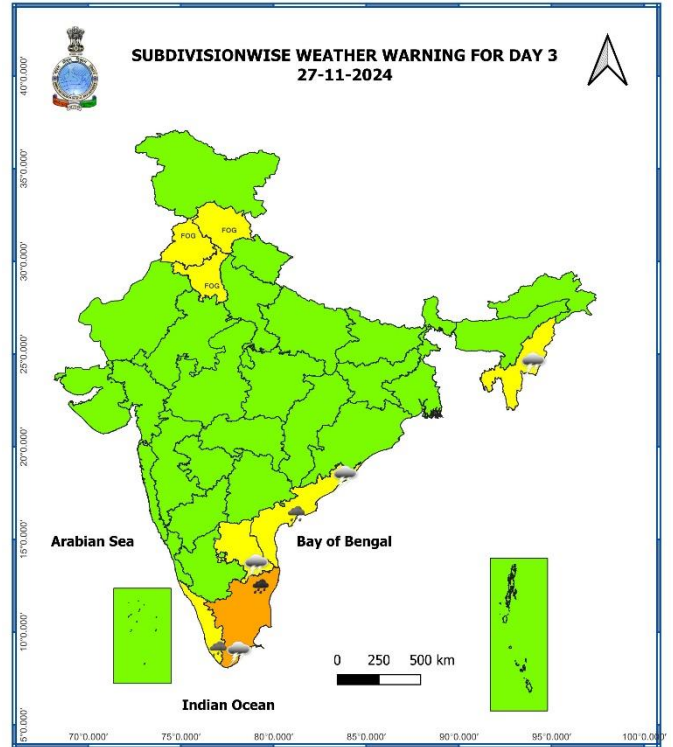 SUBDIVISIONWISE WEATHER WARNING FOR DAY 3
27-11-2024
40°0.000'
35°0.000'
30°0.000'
25°0.000'
20°0.000'
15°0.000'
10°0.000'
5°0.000'
FOG
FOG
FOG
Arabian Sea
Bay of Bengal
0 250 500 km
Indian Ocean
70°0.000' 75°0.000' 80°0.000' 85°0.000' 90°0.000' 95°0.000' 100°0.000'